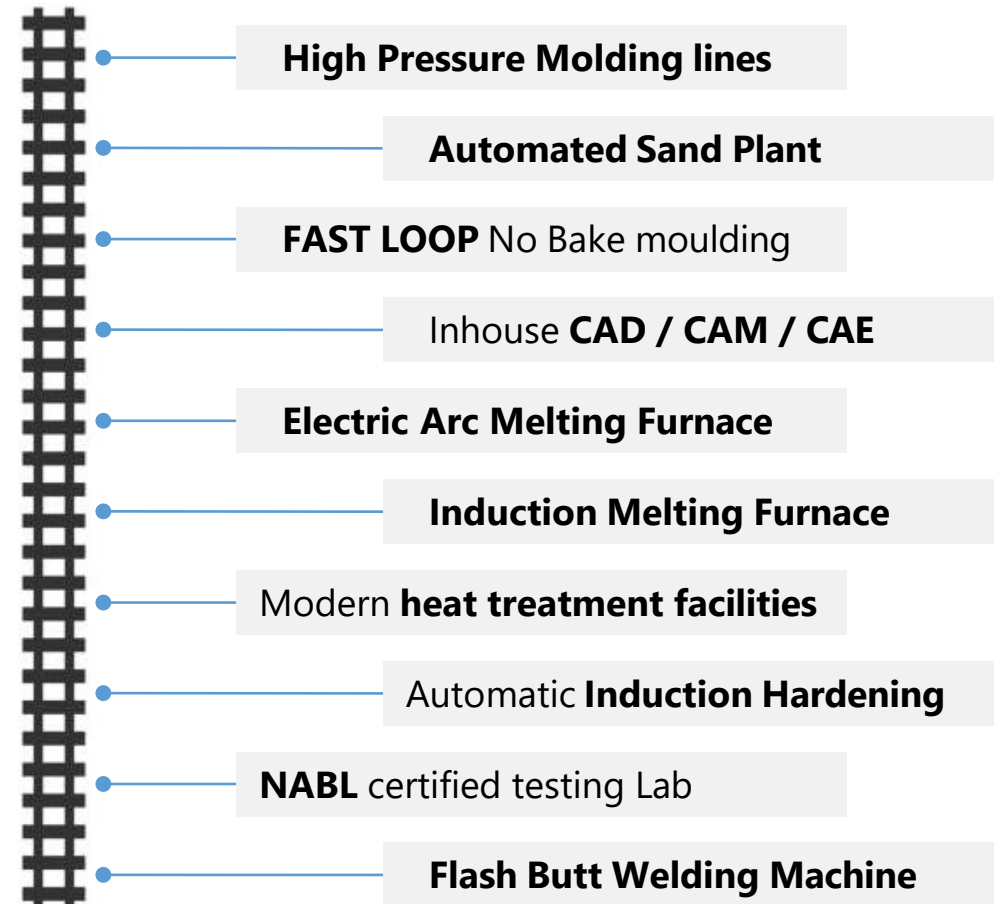 High Pressure Molding lines
Automated Sand Plant
FAST LOOP No Bake moulding
Inhouse CAD / CAM / CAE
Electric Arc Melting Furnace
Induction Melting Furnace
Modern heat treatment facilities
Automatic Induction Hardening
NABL certified testing Lab
Flash Butt Welding Machine